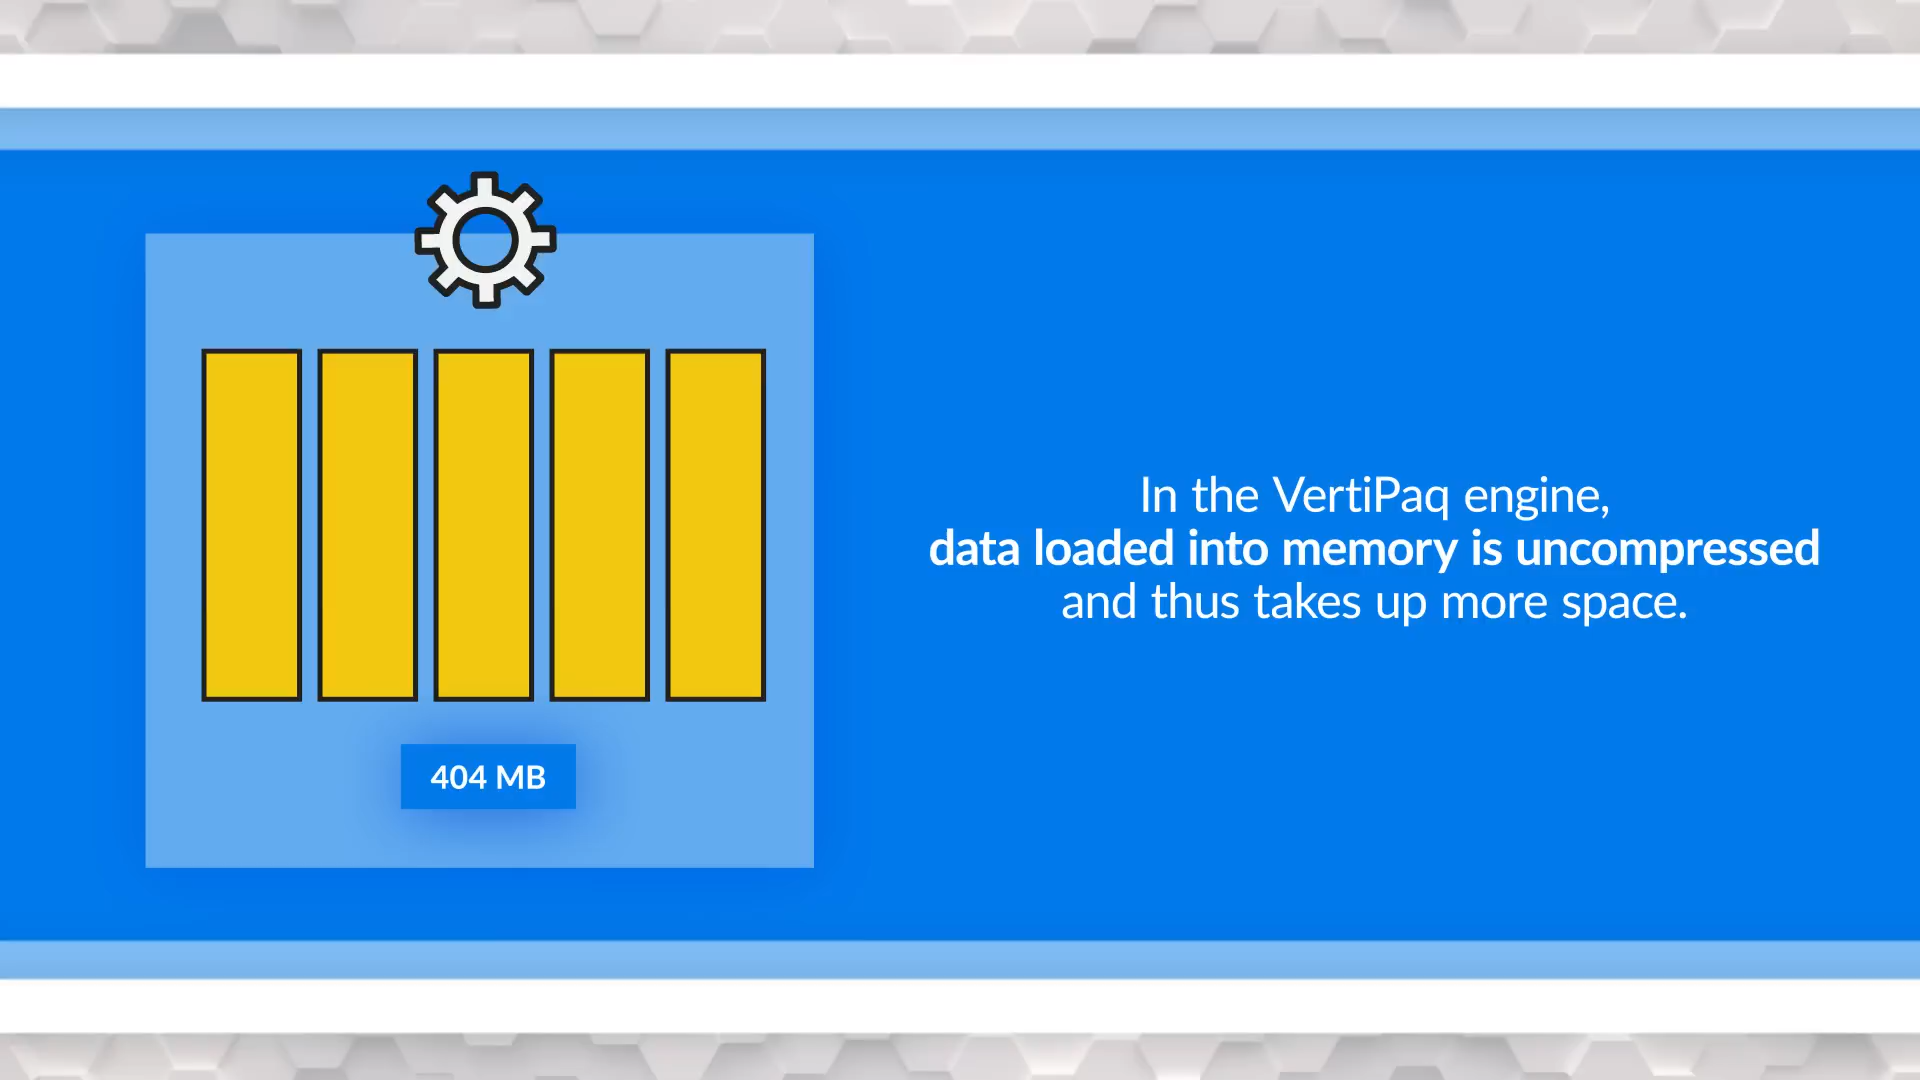 In the VertiPaq engine,
data loaded into memory is uncompressed
and thus takes up more space.
404 MB